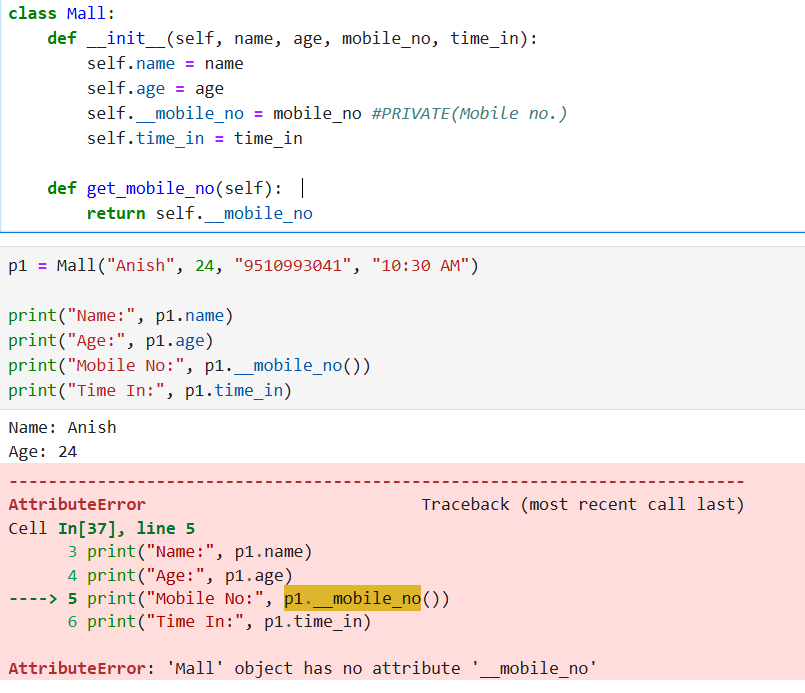 class Mall:
    def __init__(self, name, age, mobile_no, time_in):
        self.name = name
        self.age = age
        self.__mobile_no = mobile_no #PRIVATE(Mobile no.)
        self.time_in = time_in

    def get_mobile_no(self):
        return self.__mobile_no

p1 = Mall("Anish", 24, "9510993041", "10:30 AM")

print("Name:", p1.name)
print("Age:", p1.age)
print("Mobile No:", p1.__mobile_no())
print("Time In:", p1.time_in)

Name: Anish
Age: 24
---------------------------------------------------------------------------
AttributeError                            Traceback (most recent call last)
Cell In[37], line 5
      3 print("Name:", p1.name)
      4 print("Age:", p1.age)
----> 5 print("Mobile No:", p1.__mobile_no())
      6 print("Time In:", p1.time_in)

AttributeError: 'Mall' object has no attribute '__mobile_no'